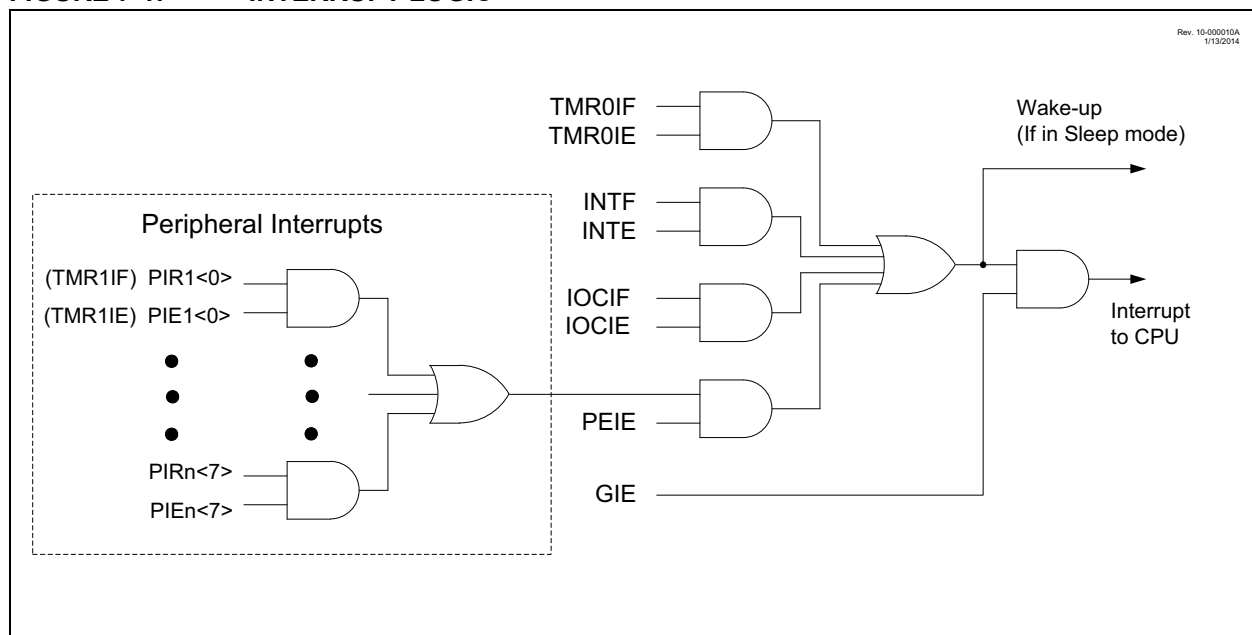 Rev. 10-000010A
1/13/2014
TMR0IF
TMR0IE
Wake-up
(If in Sleep mode)
INTF
INTE
Peripheral Interrupts
(TMR1IF) PIR1<0>
(TMR1IE) PIE1<0>
IOCIF
IOCIE
Interrupt
to CPU
PEIE
PIRn<7>
PIEn<7>
GIE